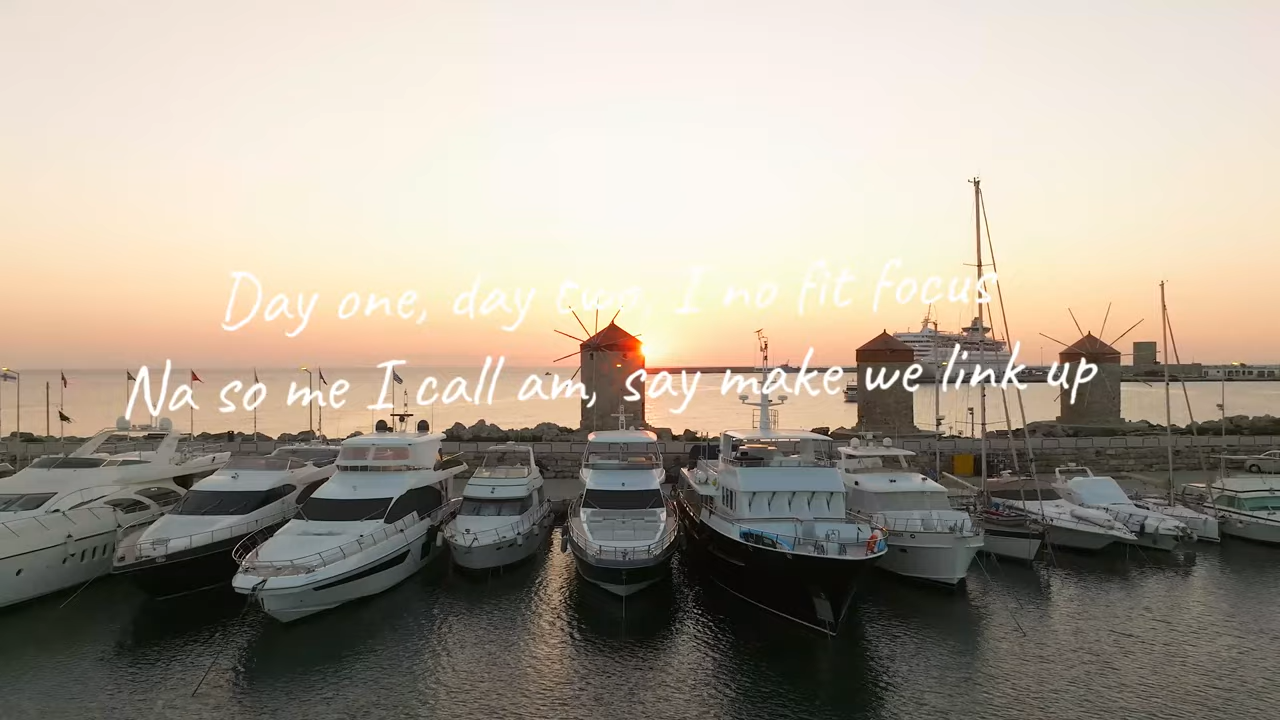 Day one, day two, I no fit focus
Na so me I call am, say make we link up